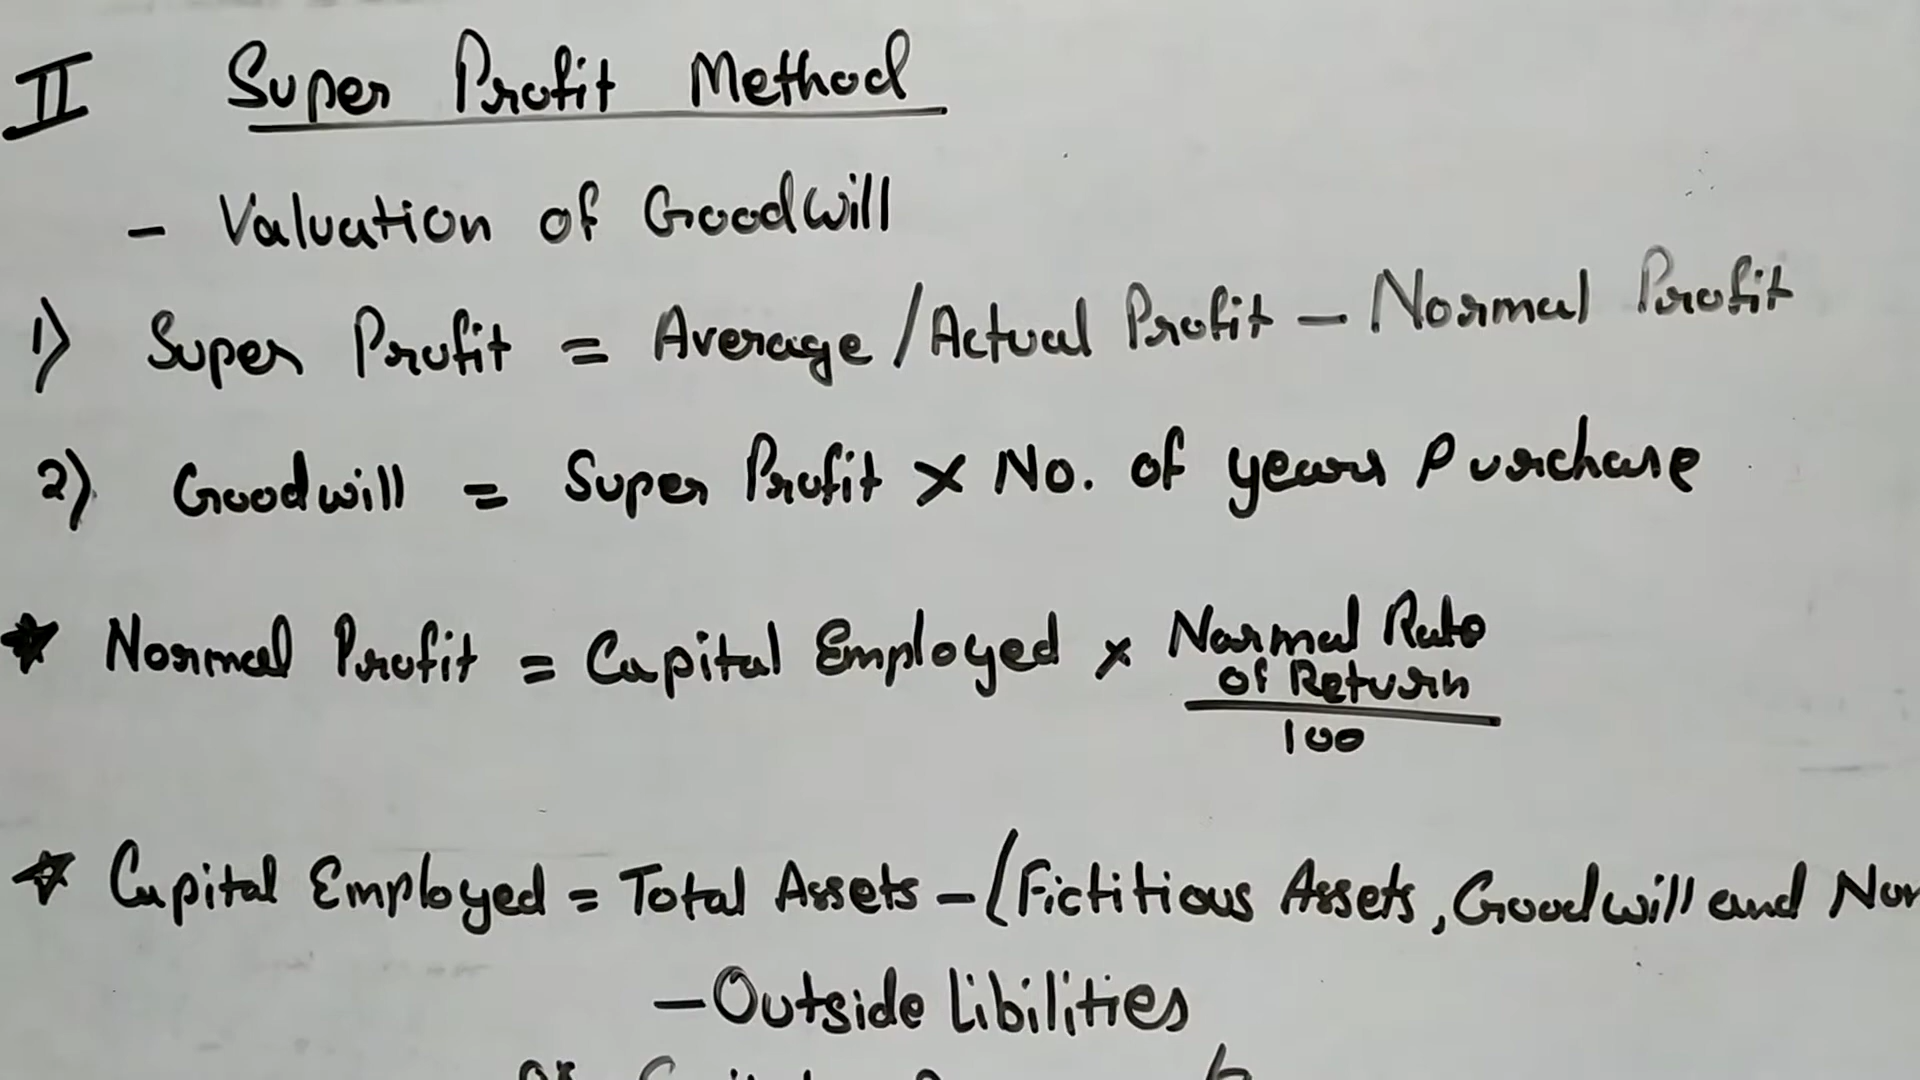 II Super Profit Method
- Valuation of Goodwill
1) Super Profit = Average / Actual Profit - Normal Profit
2) Goodwill = Super Profit × No. of years Purchase
* Normal Profit = Capital Employed × Normal Rate
of Return
100
* Capital Employed = Total Assets - (Fictitious Assets, Goodwill and
- Outside Libilities